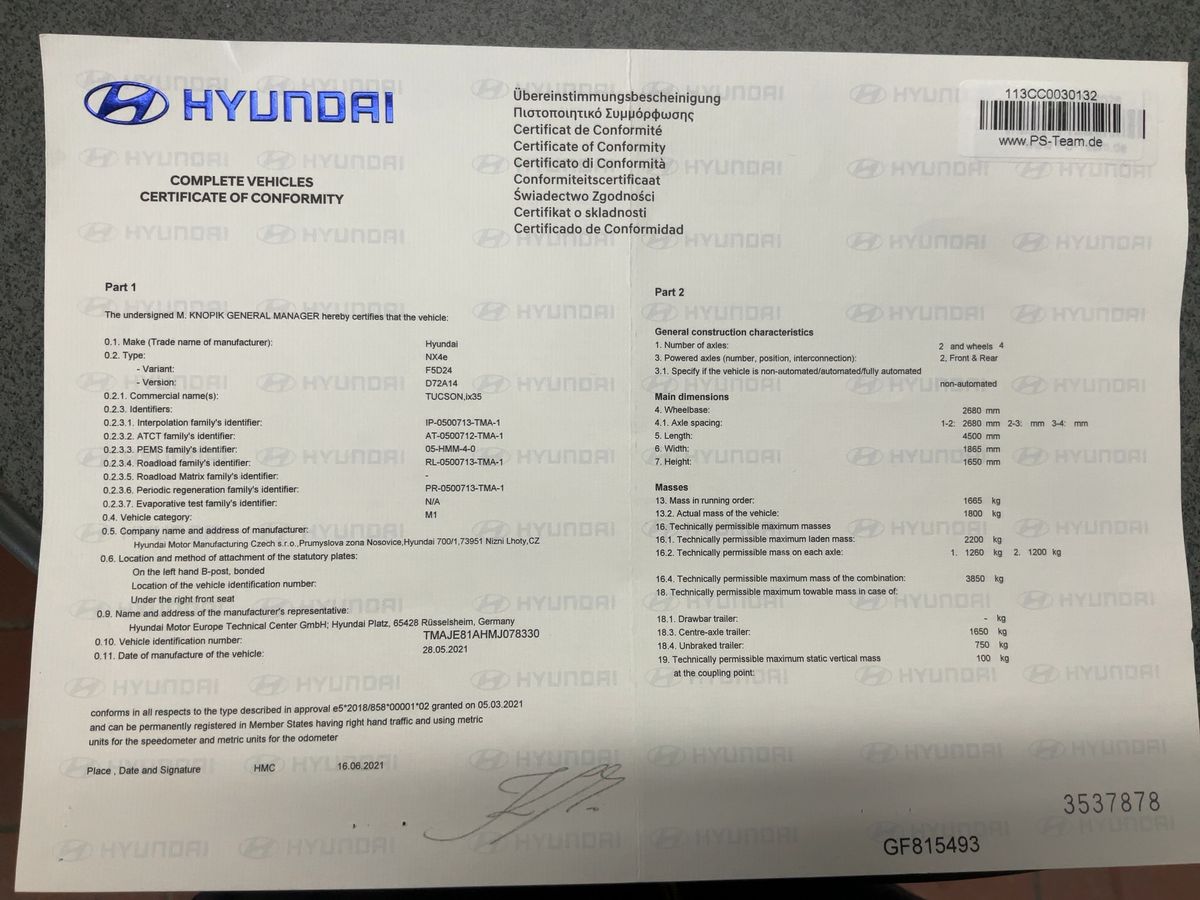 HYUNDAI
COMPLETE VEHICLES
CERTIFICATE OF CONFORMITY
Übereinstimmungsbescheinigung
Πιστοποιητικό Συμμόρφωσης
Certificat de Conformité
Certificate of Conformity
Certificato di Conformità
Conformiteitscertificaat
Świadectwo Zgodności
Certifikat o skladnosti
Certificado de Conformidad
113CC0030132
www.PS-Team.de
Part 1
The undersigned M. KNOPIK GENERAL MANAGER hereby certifies that the vehicle:
0.1. Make (Trade name of manufacturer): Hyundai
0.2. Type: NX4e
- Variant: F5D24
- Version: D72A14
0.2.1. Commercial name(s): TUCSON,ix35
0.2.3. Identifiers:
0.2.3.1. Interpolation family's identifier: IP-0500713-TMA-1
0.2.3.2. ATCT family's identifier: AT-0500712-TMA-1
0.2.3.3. PEMS family's identifier: 05-HMM-4-0
0.2.3.4. Roadload family's identifier: RL-0500713-TMA-1
0.2.3.5. Roadload Matrix family's identifier: -
0.2.3.6. Periodic regeneration family's identifier: PR-0500713-TMA-1
0.2.3.7. Evaporative test family's identifier: N/A
0.4. Vehicle category: M1
0.5. Company name and address of manufacturer:
Hyundai Motor Manufacturing Czech s.r.o.,Prumyslova zona Nosovice,Hyundai 700/1,73951 Nizni Lhoty,CZ
0.6. Location and method of attachment of the statutory plates:
On the left hand B-post, bonded
Location of the vehicle identification number:
Under the right front seat
0.9. Name and address of the manufacturer's representative:
Hyundai Motor Europe Technical Center GmbH; Hyundai Platz, 65428 Rüsselsheim, Germany
0.10. Vehicle identification number: TMAJE81AHMJ078330
0.11. Date of manufacture of the vehicle: 28.05.2021
conforms in all respects to the type described in approval e5*2018/858*00001*02 granted on 05.03.2021
and can be permanently registered in Member States having right hand traffic and using metric
units for the speedometer and metric units for the odometer
Place , Date and Signature HMC 16.06.2021
Part 2
General construction characteristics
1. Number of axles: 2 and wheels 4
3. Powered axles (number, position, interconnection): 2, Front & Rear
3.1. Specify if the vehicle is non-automated/automated/fully automated
non-automated
Main dimensions
4. Wheelbase: 2680 mm
4.1. Axle spacing: 1-2: 2680 mm 2-3: mm 3-4: mm
5. Length: 4500 mm
6. Width: 1865 mm
7. Height: 1650 mm
Masses
13. Mass in running order: 1665 kg
13.2. Actual mass of the vehicle: 1800 kg
16. Technically permissible maximum masses
16.1. Technically permissible maximum laden mass: 2200 kg
16.2. Technically permissible mass on each axle: 1. 1260 kg 2. 1200 kg
16.4. Technically permissible maximum mass of the combination: 3850 kg
18. Technically permissible maximum towable mass in case of:
18.1. Drawbar trailer: - kg
18.3. Centre-axle trailer: 1650 kg
18.4. Unbraked trailer: 750 kg
19. Technically permissible maximum static vertical mass 100 kg
at the coupling point:
3537878
GF815493